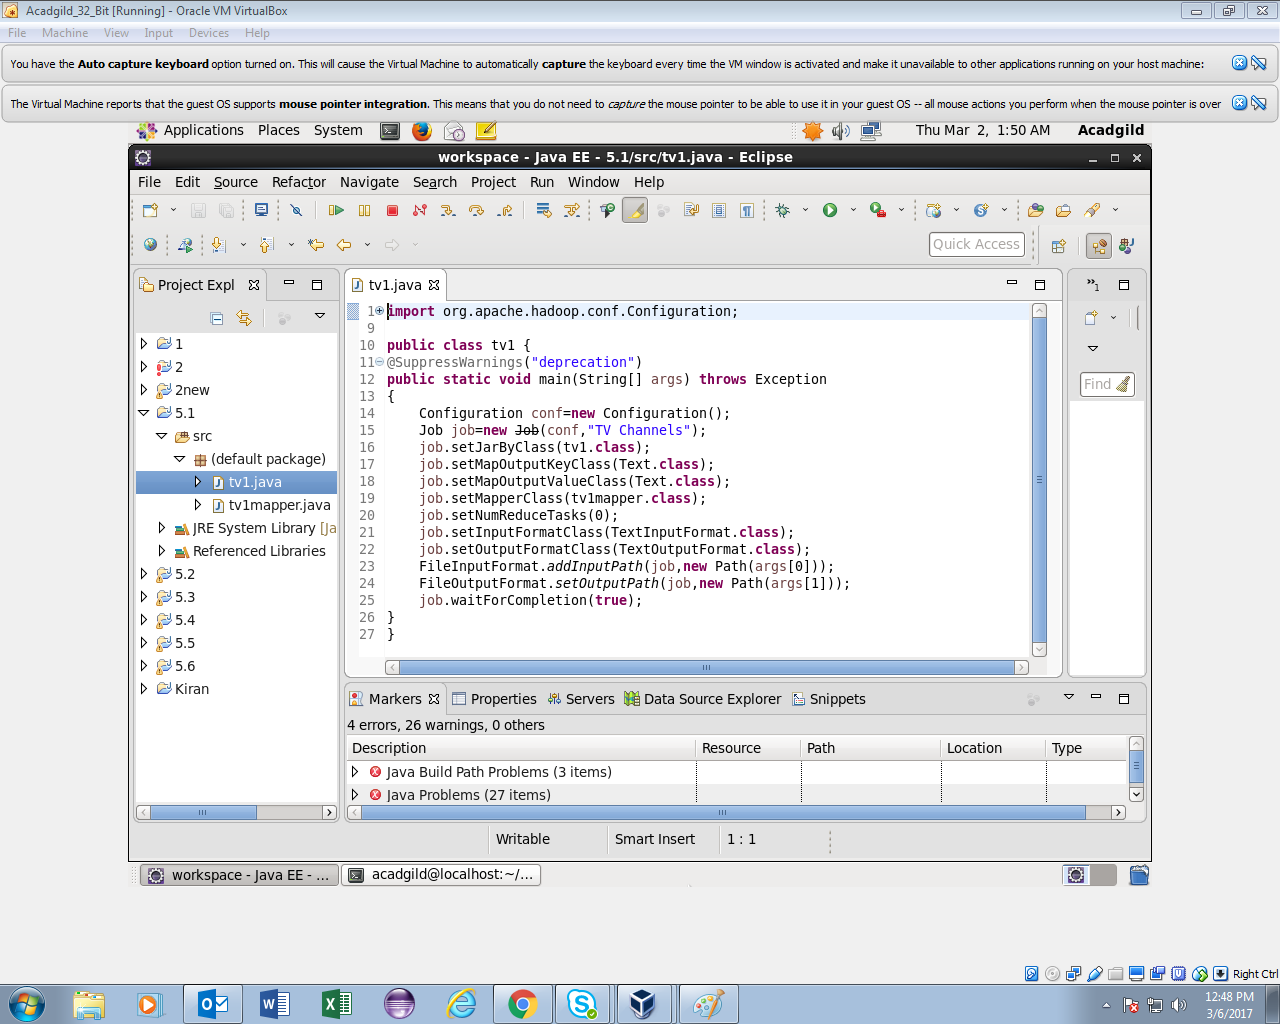 Acadgild_32_Bit [Running] - Oracle VM VirtualBox
File Machine View Input Devices Help
You have the Auto capture keyboard option turned on. This will cause the Virtual Machine to automatically capture the keyboard every time the VM window is activated and make it unavailable to other applications running on your host machine:
The Virtual Machine reports that the guest OS supports mouse pointer integration. This means that you do not need to capture the mouse pointer to be able to use it in your guest OS -- all mouse actions you perform when the mouse pointer is over
Applications Places System Thu Mar 2, 1:50 AM Acadgild
workspace - Java EE - 5.1/src/tv1.java - Eclipse
File Edit Source Refactor Navigate Search Project Run Window Help
Quick Access
Project Expl
1
2
2new
5.1
src
(default package)
tv1.java
tv1mapper.java
JRE System Library [Ja
Referenced Libraries
5.2
5.3
5.4
5.5
5.6
Kiran
tv1.java
1 import org.apache.hadoop.conf.Configuration;
9
10 public class tv1 {
11 @SuppressWarnings("deprecation")
12 public static void main(String[] args) throws Exception
13 {
14 Configuration conf=new Configuration();
15 Job job=new Job(conf,"TV Channels");
16 job.setJarByClass(tv1.class);
17 job.setMapOutputKeyClass(Text.class);
18 job.setMapOutputValueClass(Text.class);
19 job.setMapperClass(tv1mapper.class);
20 job.setNumReduceTasks(0);
21 job.setInputFormatClass(TextInputFormat.class);
22 job.setOutputFormatClass(TextOutputFormat.class);
23 FileInputFormat.addInputPath(job,new Path(args[0]));
24 FileOutputFormat.setOutputPath(job,new Path(args[1]));
25 job.waitForCompletion(true);
26 }
27 }
»1
Find
Markers Properties Servers Data Source Explorer Snippets
4 errors, 26 warnings, 0 others
Description Resource Path Location Type
Java Build Path Problems (3 items)
Java Problems (27 items)
Writable Smart Insert 1 : 1
workspace - Java EE - ... acadgild@localhost:~/...
Right Ctrl
12:48 PM
3/6/2017